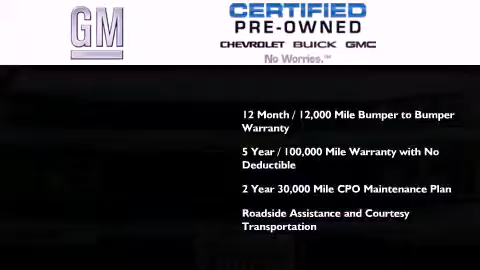 GM
CERTIFIED
PRE-OWNED
CHEVROLET BUICK GMC
No Worries.™
12 Month / 12,000 Mile Bumper to Bumper
Warranty
5 Year / 100,000 Mile Warranty with No
Deductible
2 Year 30,000 Mile CPO Maintenance Plan
Roadside Assistance and Courtesy
Transportation